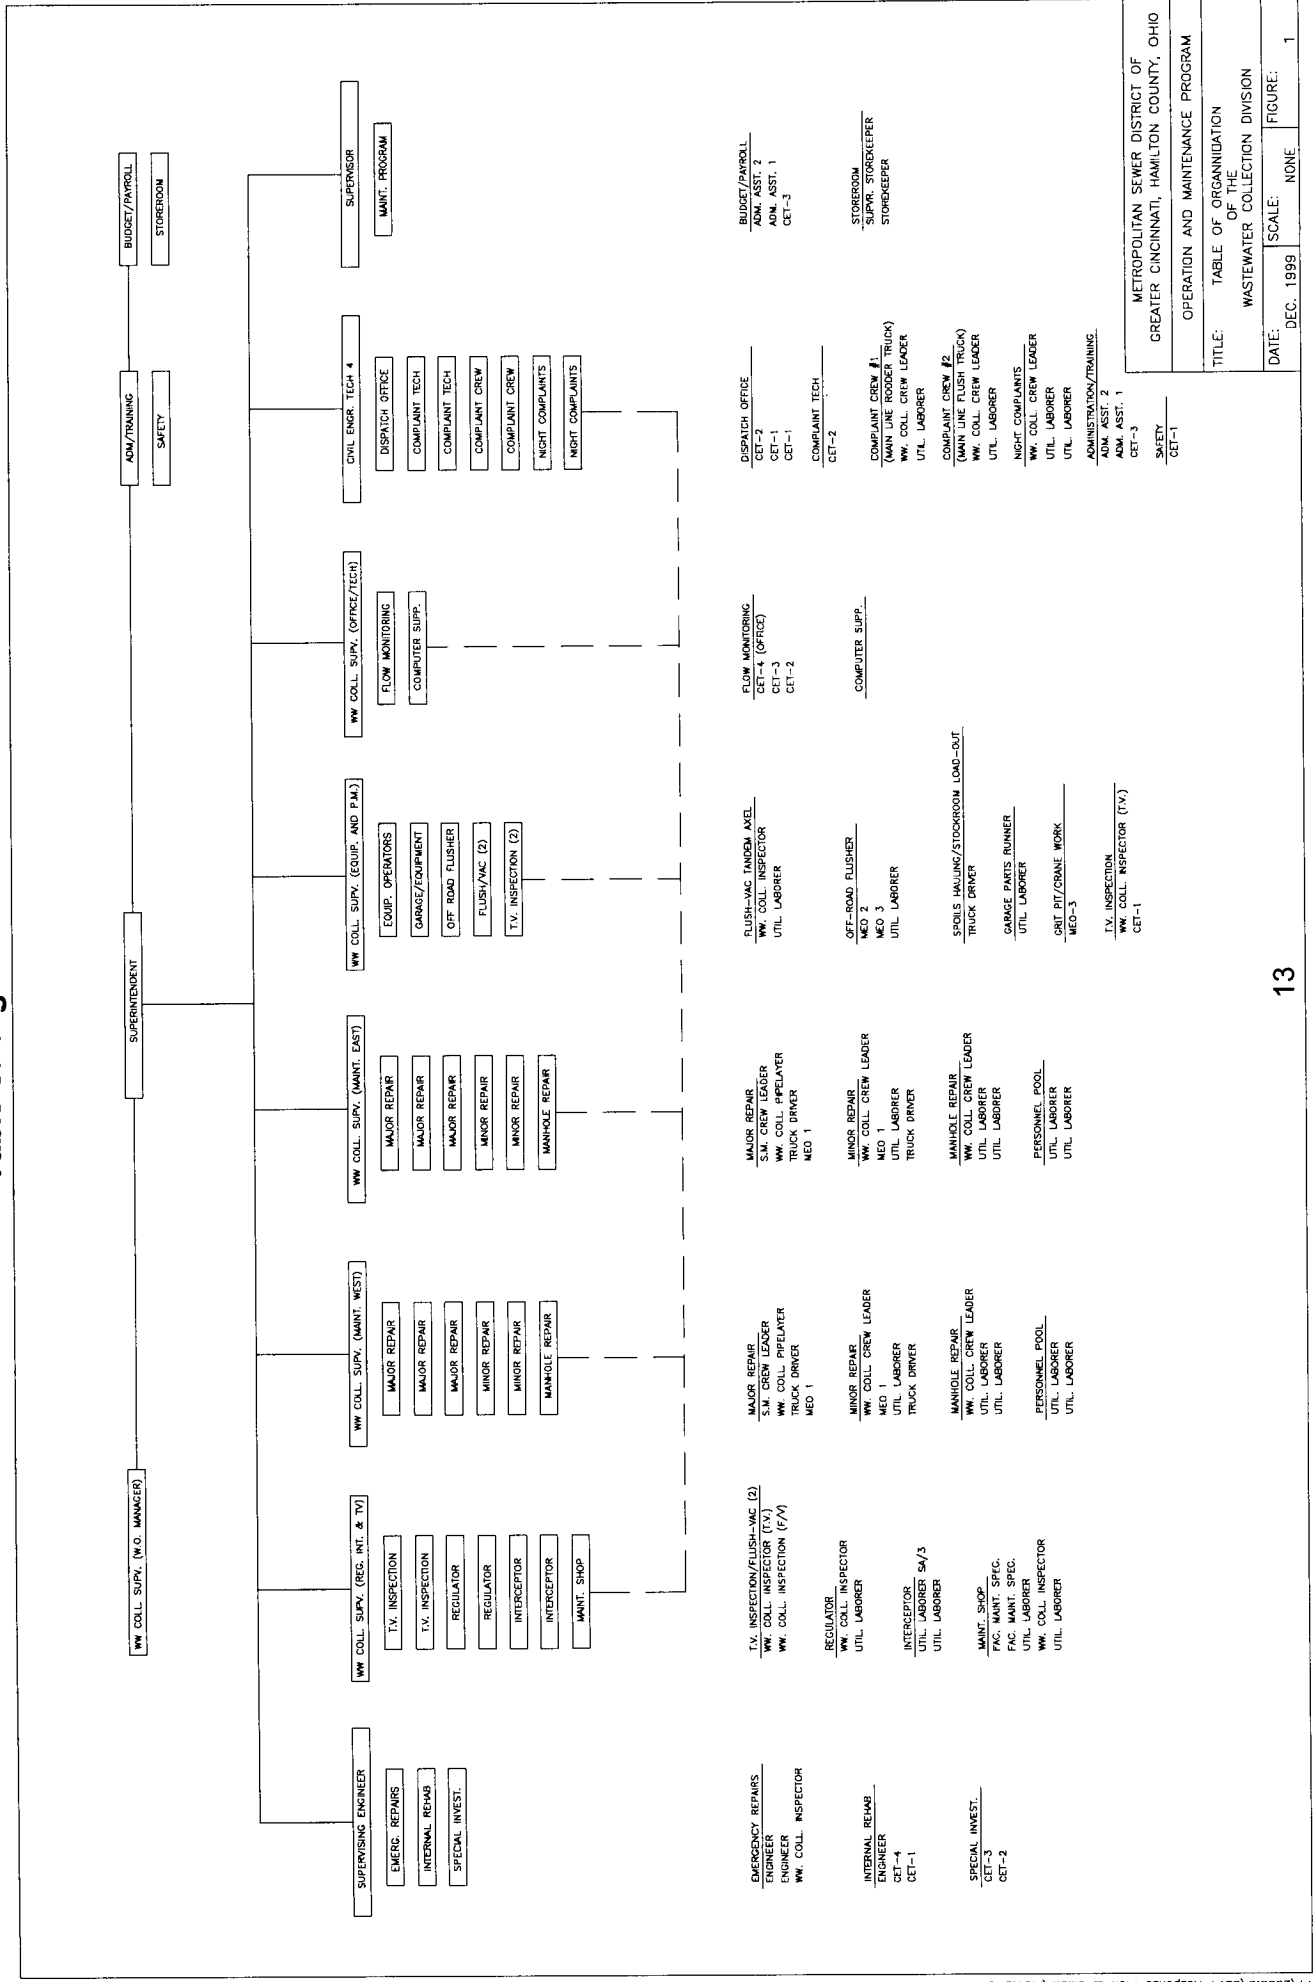 WW COLL SUPV. (W.O. MANAGER)
SUPERINTENDENT
ADM/TRAINING
SAFETY
BUDGET/PAYROLL
STOREROOM
SUPERVISING ENGINEER
EMERG. REPAIRS
INTERNAL REHAB
SPECIAL INVEST.
WW COLL. SUPV. (REG. INT. & TV)
T.V. INSPECTION
T.V. INSPECTION
REGULATOR
REGULATOR
INTERCEPTOR
INTERCEPTOR
MAINT. SHOP
WW COLL. SUPV. (MAINT. WEST)
MAJOR REPAIR
MAJOR REPAIR
MAJOR REPAIR
MINOR REPAIR
MINOR REPAIR
MANHOLE REPAIR
WW COLL. SUPV. (MAINT. EAST)
MAJOR REPAIR
MAJOR REPAIR
MAJOR REPAIR
MINOR REPAIR
MINOR REPAIR
MANHOLE REPAIR
WW COLL. SUPV. (EQUIP. AND P.M.)
EQUIP. OPERATORS
GARAGE/EQUIPMENT
OFF ROAD FLUSHER
FLUSH/VAC (2)
T.V. INSPECTION (2)
WW COLL. SUPV. (OFFICE/TECH)
FLOW MONITORING
COMPUTER SUPP.
CIVIL ENGR. TECH 4
DISPATCH OFFICE
COMPLAINT TECH
COMPLAINT TECH
COMPLAINT CREW
COMPLAINT CREW
NIGHT COMPLAINTS
NIGHT COMPLAINTS
SUPERVISOR
MAINT. PROGRAM
EMERGENCY REPAIRS
ENGINEER
ENGINEER
WW. COLL. INSPECTOR
INTERNAL REHAB
ENGINEER
CET-4
CET-1
SPECIAL INVEST.
CET-3
CET-2
T.V. INSPECTION/FLUSH-VAC (2)
WW. COLL. INSPECTOR (T.V.)
WW. COLL. INSPECTION (F/V)
REGULATOR
WW. COLL. INSPECTOR
UTIL. LABORER
INTERCEPTOR
UTIL. LABORER SA/3
UTIL. LABORER
MAINT. SHOP
FAC. MAINT. SPEC.
FAC. MAINT. SPEC.
UTIL. LABORER
WW. COLL. INSPECTOR
UTIL. LABORER
MAJOR REPAIR
S.M. CREW LEADER
WW. COLL. PIPELAYER
TRUCK DRIVER
MEO 1
MINOR REPAIR
WW. COLL. CREW LEADER
MEO 1
UTIL. LABORER
TRUCK DRIVER
MANHOLE REPAIR
WW. COLL. CREW LEADER
UTIL. LABORER
UTIL. LABORER
PERSONNEL POOL
UTIL. LABORER
UTIL. LABORER
MAJOR REPAIR
S.M. CREW LEADER
WW. COLL. PIPELAYER
TRUCK DRIVER
MEO 1
MINOR REPAIR
WW. COLL. CREW LEADER
MEO 1
UTIL. LABORER
TRUCK DRIVER
MANHOLE REPAIR
WW. COLL. CREW LEADER
UTIL. LABORER
UTIL. LABORER
PERSONNEL POOL
UTIL. LABORER
UTIL. LABORER
FLUSH-VAC TANDEM AXEL
WW. COLL. INSPECTOR
UTIL. LABORER
OFF-ROAD FLUSHER
MEO 2
MEO 3
UTIL LABORER
SPOILS HAULING/STOCKROOM LOAD-OUT
TRUCK DRIVER
GARAGE PARTS RUNNER
UTIL LABORER
GRIT PIT/CRANE WORK
MEO-3
T.V. INSPECTION
WW. COLL. INSPECTOR (T.V.)
CET-1
FLOW MONITORING
CET-4 (OFFICE)
CET-3
CET-2
COMPUTER SUPP.
DISPATCH OFFICE
CET-2
CET-1
CET-1
COMPLAINT TECH
CET-2
COMPLAINT CREW #1
(MAIN LINE RODDER TRUCK)
WW. COLL. CREW LEADER
UTIL. LABORER
COMPLAINT CREW #2
(MAIN LINE FLUSH TRUCK)
WW. COLL. CREW LEADER
UTIL. LABORER
NIGHT COMPLAINTS
WW. COLL. CREW LEADER
UTIL. LABORER
UTIL. LABORER
ADMINISTRATION/TRAINING
ADM. ASST. 2
ADM. ASST. 1
CET-3
SAFETY
CET-1
BUDGET/PAYROLL
ADM. ASST. 2
ADM. ASST. 1
CET-3
STOREROOM
SUPVR. STOREKEEPER
STOREKEEPER
METROPOLITAN SEWER DISTRICT OF
GREATER CINCINNATI, HAMILTON COUNTY, OHIO
OPERATION AND MAINTENANCE PROGRAM
TITLE: TABLE OF ORGANNIDATION
OF THE
WASTEWATER COLLECTION DIVISION
DATE: DEC. 1999
SCALE: NONE
FIGURE: 1
13